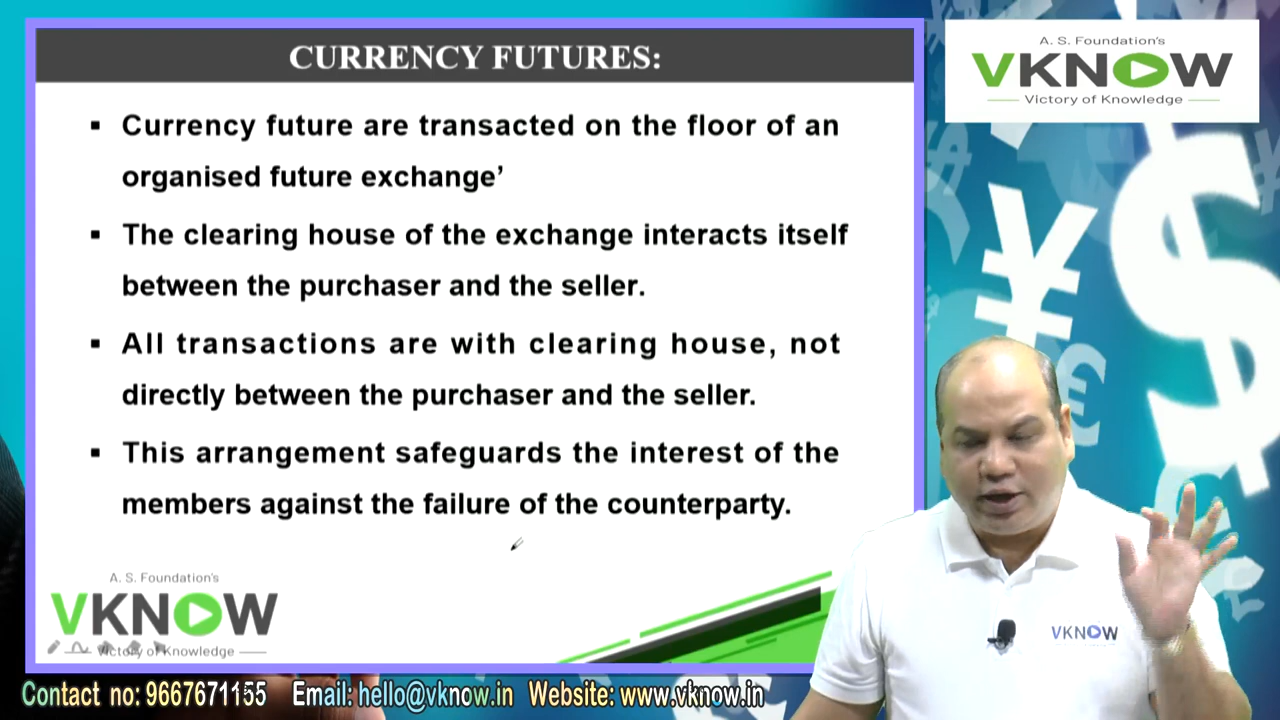 CURRENCY FUTURES:
▪ Currency future are transacted on the floor of an
organised future exchange’
▪ The clearing house of the exchange interacts itself
between the purchaser and the seller.
▪ All transactions are with clearing house, not
directly between the purchaser and the seller.
▪ This arrangement safeguards the interest of the
members against the failure of the counterparty.
A. S. Foundation's
VKNOW
Victory of Knowledge
A. S. Foundation's
VKNOW
Victory of Knowledge
VKNOW
Contact no: 9667671155 Email: hello@vknow.in Website: www.vknow.in